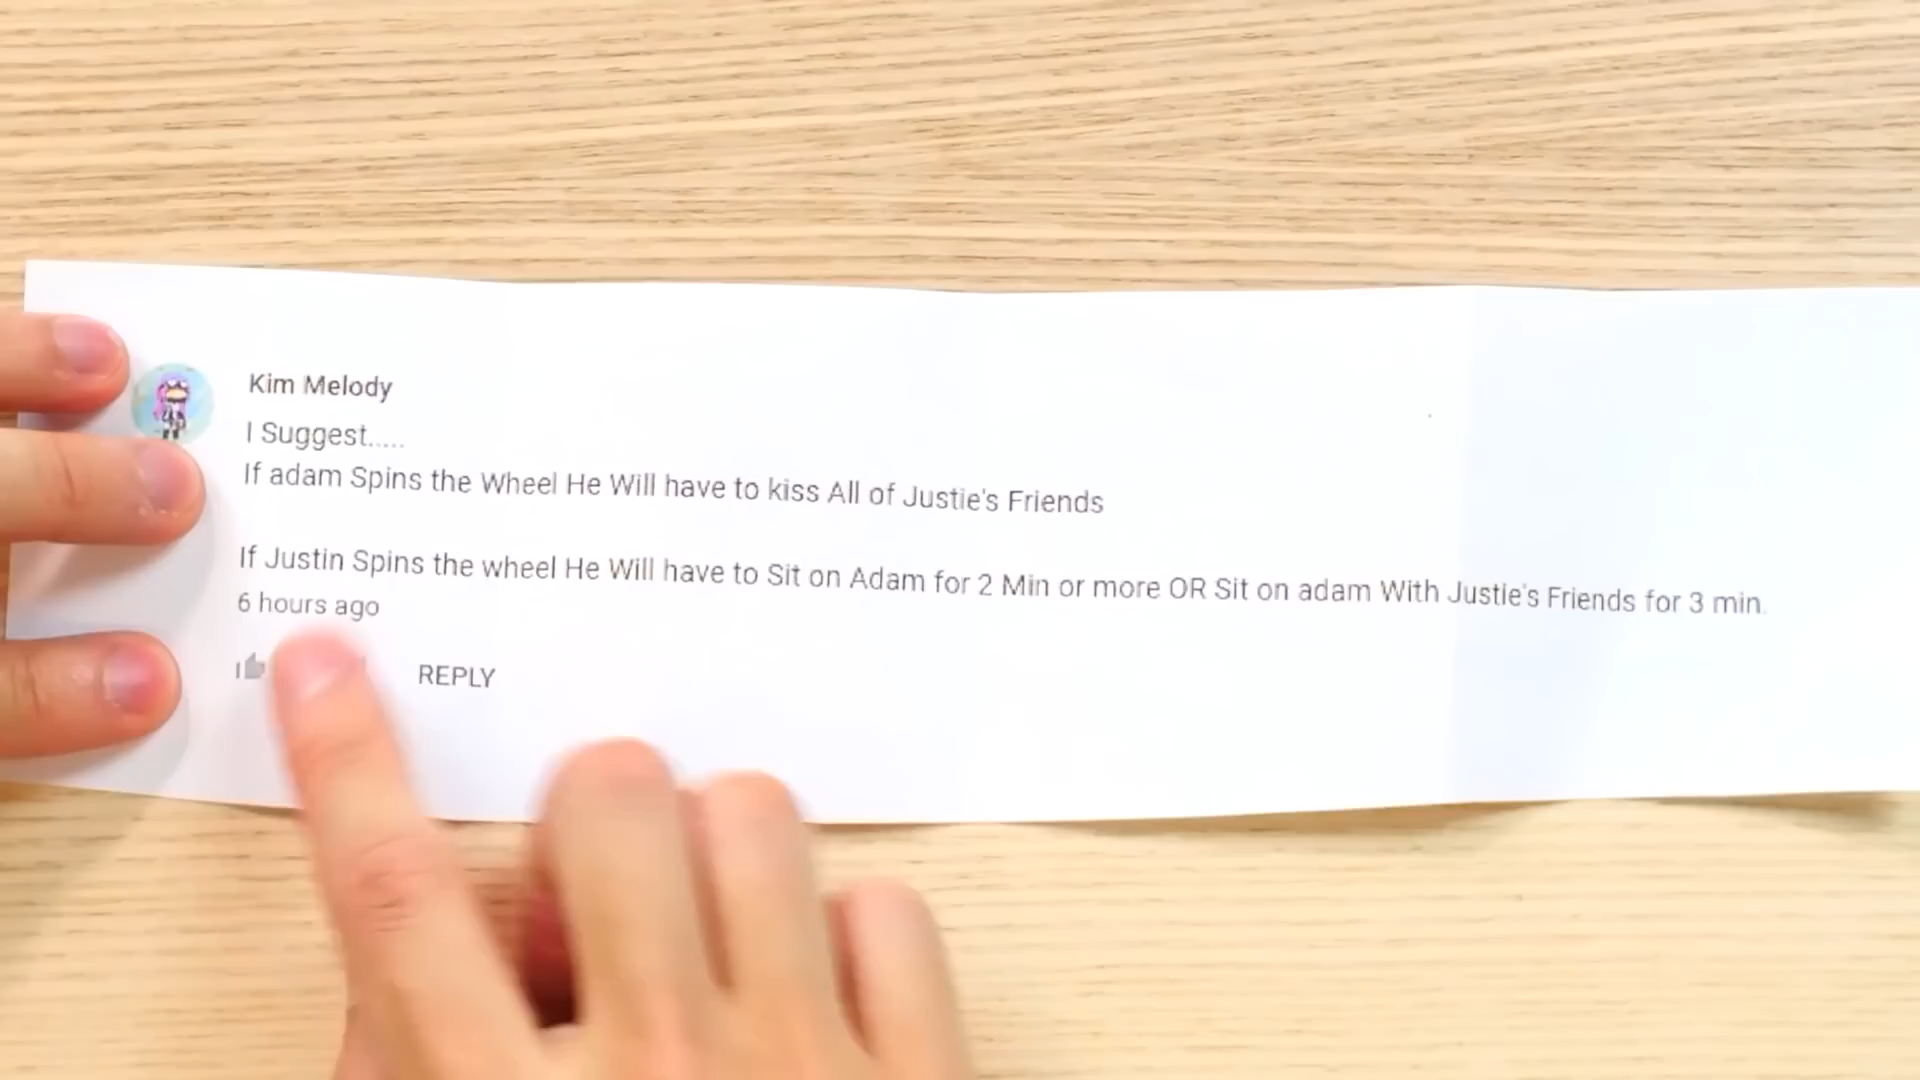 Kim Melody
I Suggest.....
If adam Spins the Wheel He Will have to kiss All of Justie's Friends
If Justin Spins the wheel He Will have to Sit on Adam for 2 Min or more OR Sit on adam With Justie's Friends for 3 min.
6 hours ago
REPLY